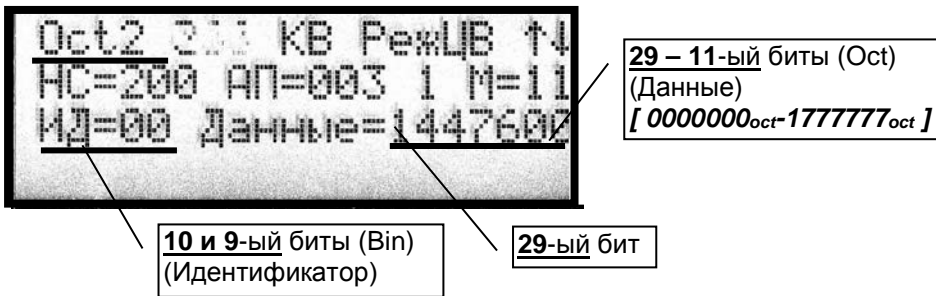 Oct2 КВ РежЦВ ↑↓
НС=200 АП=003 1 М=11
ИД=00 Данные=1447600
29 – 11-ый биты (Oct)
(Данные)
[ 0000000oct-1777777oct ]
10 и 9-ый биты (Bin)
(Идентификатор)
29-ый бит